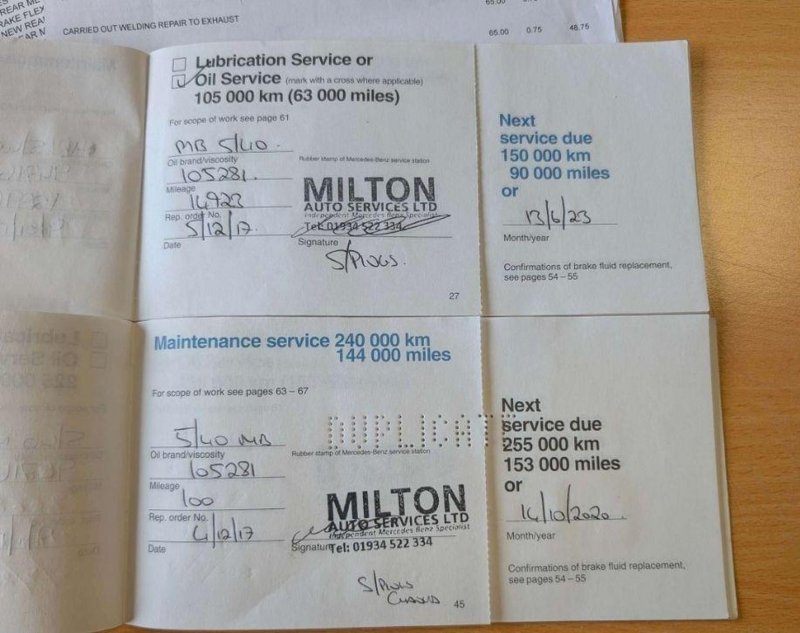 CARRIED OUT WELDING REPAIR TO EXHAUST
65.00 0.75 48.75
Lubrication Service or
Oil Service (mark with a cross where applicable)
105 000 km (63 000 miles)
For scope of work see page 61
MB 5/40.
Oil brand/viscosity
Rubber stamp of Mercedes-Benz service station
105281.
Mileage
14923
Rep. order No.
5/12/17.
Date
MILTON
AUTO SERVICES LTD
Independent Mercedes Benz Specialist
Tel: 01934 522 334
Signature
S/PLUGS.
27
Next
service due
150 000 km
90 000 miles
or
13/6/23
Month/year
Confirmations of brake fluid replacement,
see pages 54 – 55
Maintenance service 240 000 km
144 000 miles
For scope of work see pages 63 – 67
DUPLICATE
5/40 MB
Oil brand/viscosity
Rubber stamp of Mercedes-Benz service station
105281
Mileage
100
Rep. order No.
4/12/17
Date
MILTON
AUTO SERVICES LTD
Independent Mercedes Benz Specialist
Signature
Tel: 01934 522 334
S/PLUGS
45
Next
service due
255 000 km
153 000 miles
or
14/10/2020
Month/year
Confirmations of brake fluid replacement,
see pages 54 – 55